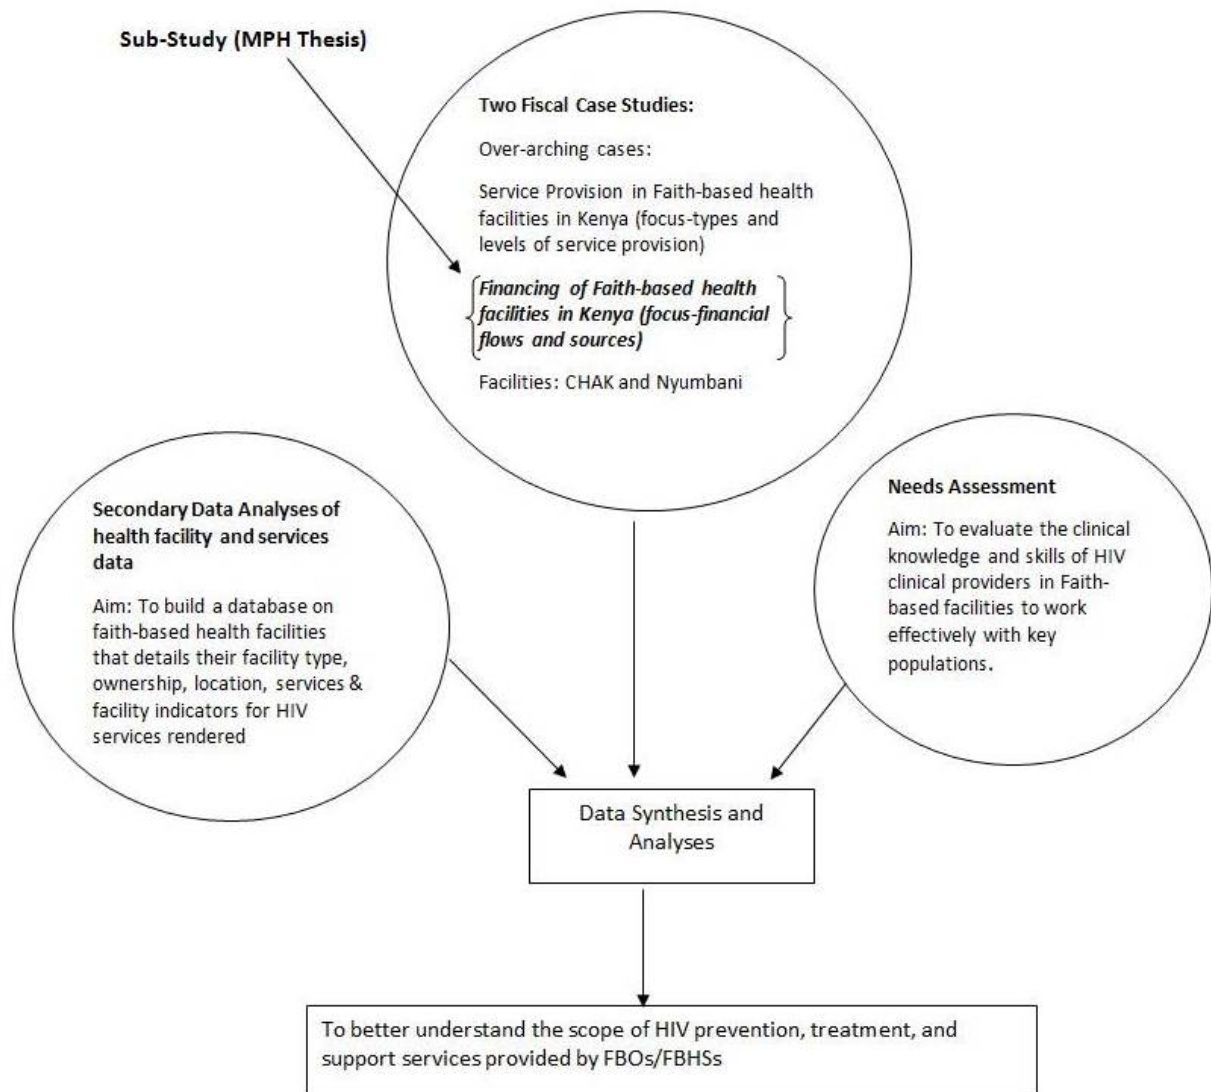 Sub-Study (MPH Thesis)
Two Fiscal Case Studies:
Over-arching cases:
Service Provision in Faith-based health
facilities in Kenya (focus-types and
levels of service provision)
Financing of Faith-based health
facilities in Kenya (focus-financial
flows and sources)
Facilities: CHAK and Nyumbani
Secondary Data Analyses of
health facility and services
data
Aim: To build a database on
faith-based health facilities
that details their facility type,
ownership, location, services &
facility indicators for HIV
services rendered
Needs Assessment
Aim: To evaluate the clinical
knowledge and skills of HIV
clinical providers in Faith-
based facilities to work
effectively with key
populations.
Data Synthesis and
Analyses
To better understand the scope of HIV prevention, treatment, and
support services provided by FBOs/FBHSs